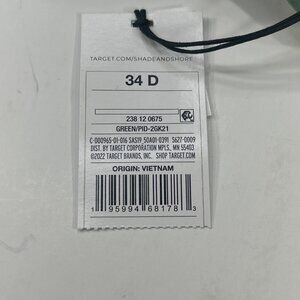 TARGET.COM/SHADEANDSHORE
34 D
238 12 0675
GREEN/PID-2GK21
C-000965-01-016 SAS19 50A01-0391 5627-0009
DIST. BY TARGET CORPORATION MPLS, MN 55403
©2022 TARGET BRANDS, INC. SHOP TARGET.COM
ORIGIN: VIETNAM
1 95994 68178 3